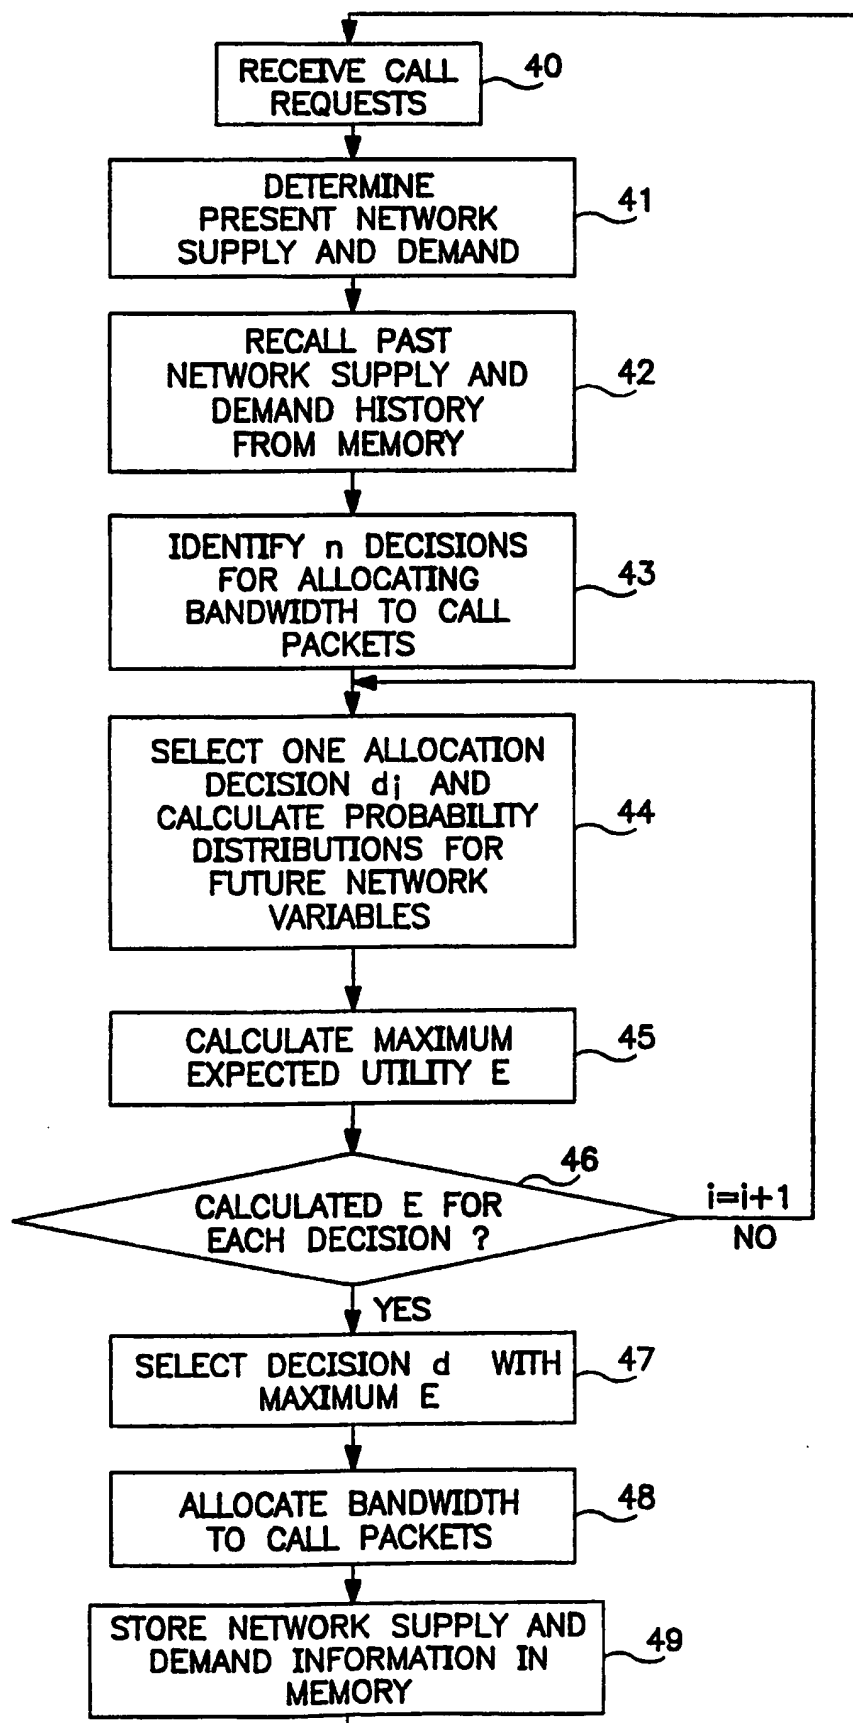 RECEIVE CALL
REQUESTS
40
DETERMINE
PRESENT NETWORK
SUPPLY AND DEMAND
41
RECALL PAST
NETWORK SUPPLY AND
DEMAND HISTORY
FROM MEMORY
42
IDENTIFY n DECISIONS
FOR ALLOCATING
BANDWIDTH TO CALL
PACKETS
43
SELECT ONE ALLOCATION
DECISION di AND
CALCULATE PROBABILITY
DISTRIBUTIONS FOR
FUTURE NETWORK
VARIABLES
44
CALCULATE MAXIMUM
EXPECTED UTILITY E
45
CALCULATED E FOR
EACH DECISION ?
46
i=i+1
NO
YES
SELECT DECISION d WITH
MAXIMUM E
47
ALLOCATE BANDWIDTH
TO CALL PACKETS
48
STORE NETWORK SUPPLY AND
DEMAND INFORMATION IN
MEMORY
49